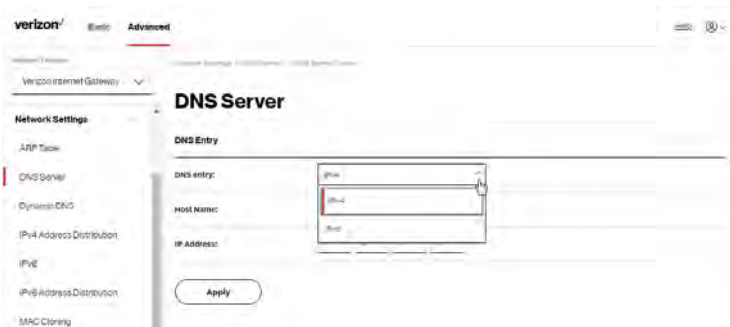 verizon
Basic Advanced
Verizon Internet Gateway
Network Settings
ARP Table
DNS Server
Dynamic DNS
IPv4 Address Distribution
IPv6
IPv6 Address Distribution
MAC Cloning
DNS Server
DNS Entry
DNS entry:
IPv4
IPv4
IPv6
Host Name:
IP Address:
Apply